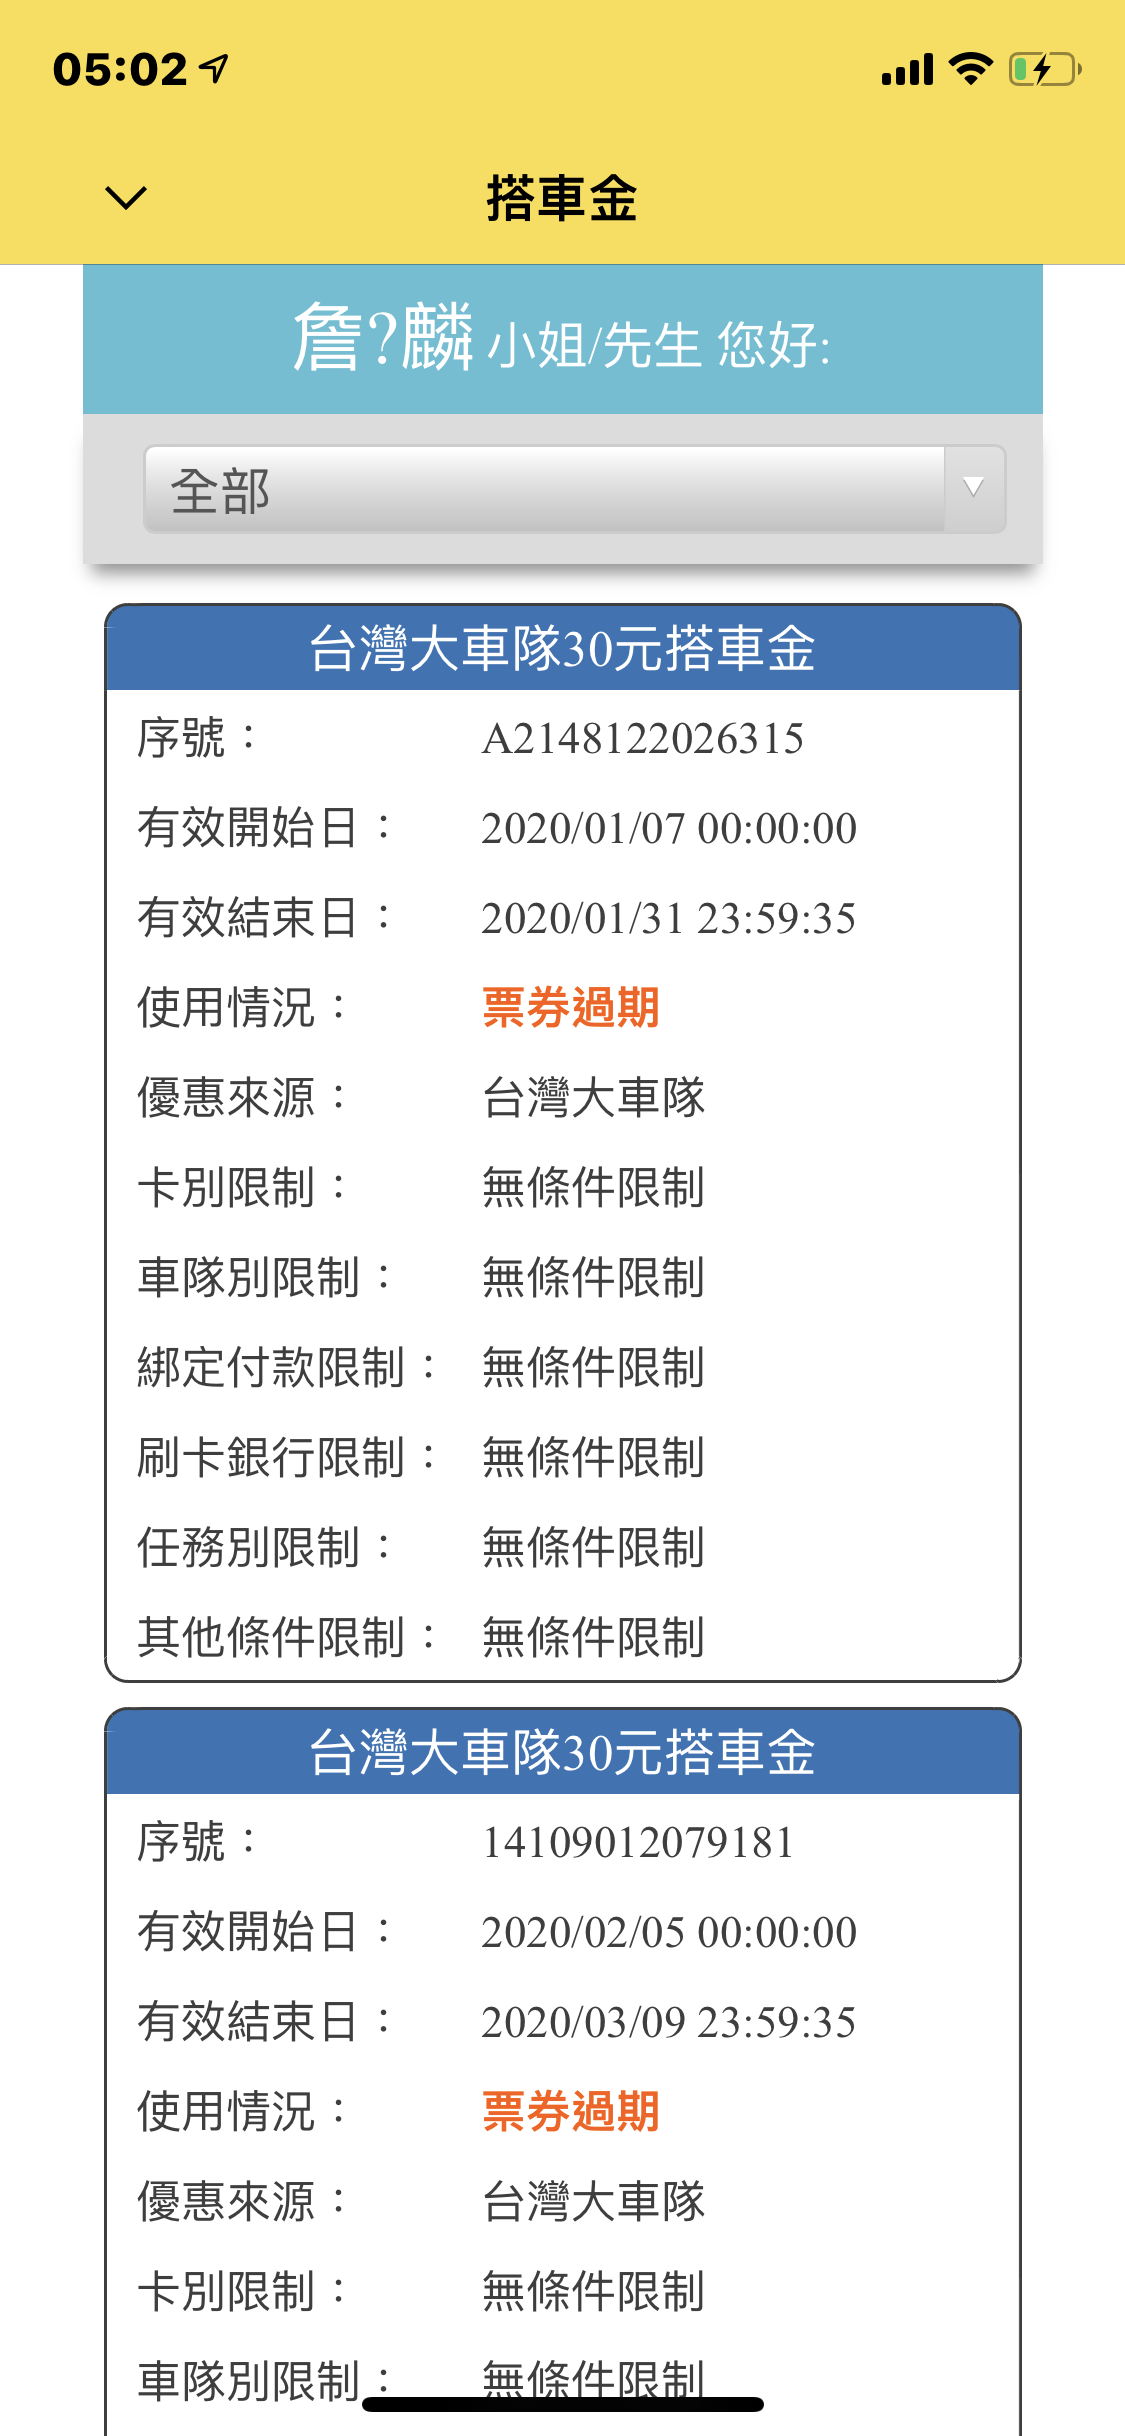 05:02
搭車金
詹?麟 小姐/先生 您好:
全部
台灣大車隊30元搭車金
序號： A2148122026315
有效開始日： 2020/01/07 00:00:00
有效結束日： 2020/01/31 23:59:35
使用情況： 票券過期
優惠來源： 台灣大車隊
卡別限制： 無條件限制
車隊別限制： 無條件限制
綁定付款限制： 無條件限制
刷卡銀行限制： 無條件限制
任務別限制： 無條件限制
其他條件限制： 無條件限制
台灣大車隊30元搭車金
序號： 14109012079181
有效開始日： 2020/02/05 00:00:00
有效結束日： 2020/03/09 23:59:35
使用情況： 票券過期
優惠來源： 台灣大車隊
卡別限制： 無條件限制
車隊別限制： 無條件限制